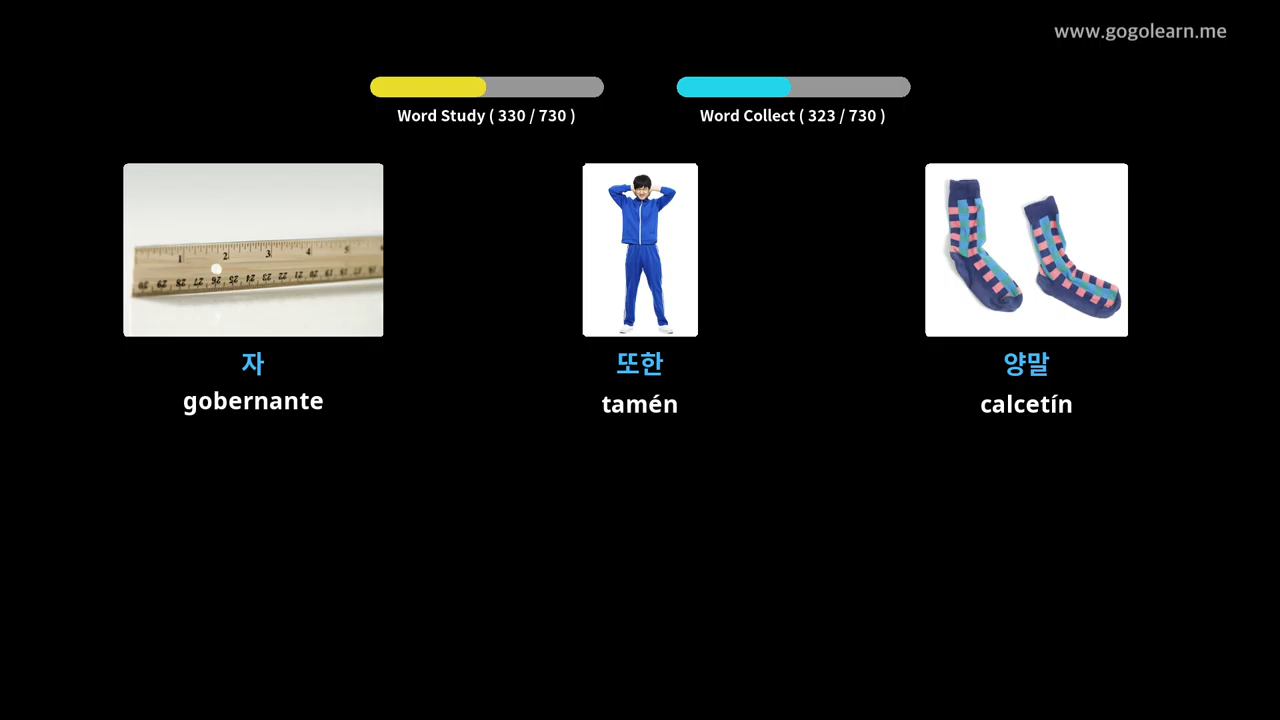 www.gogolearn.me
Word Study ( 330 / 730 )
Word Collect ( 323 / 730 )
자
또한
양말
gobernante
tamén
calcetín